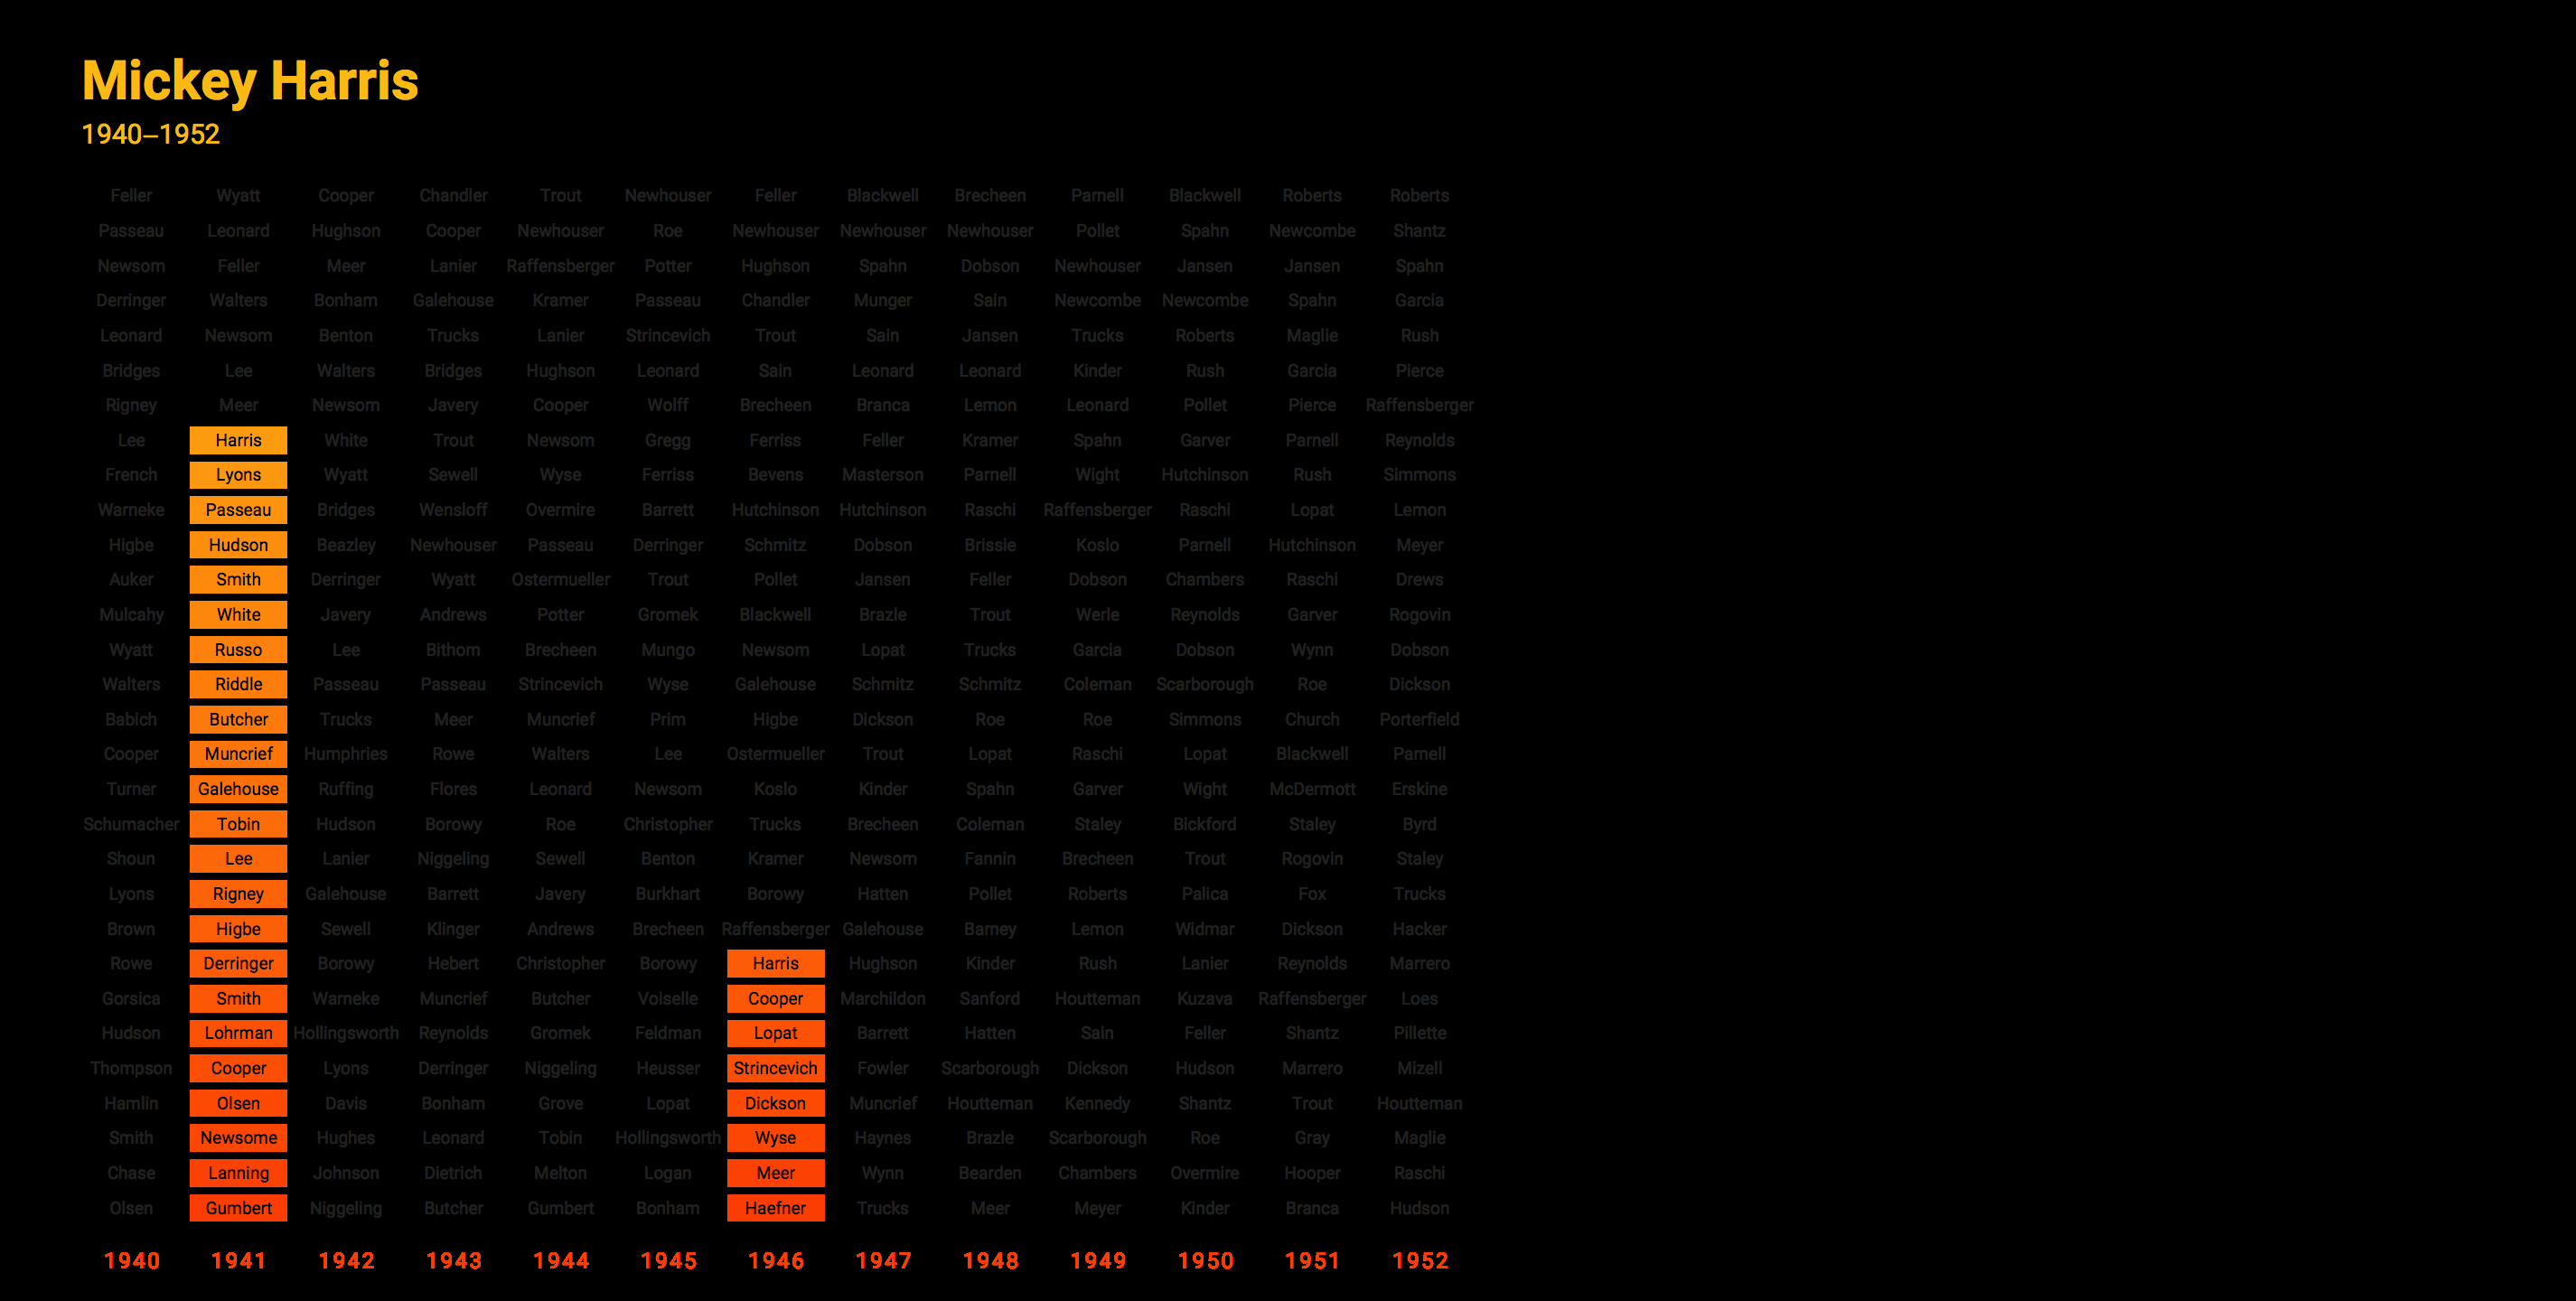 Mickey Harris
1940–1952
Feller Wyatt Cooper Chandler Trout Newhouser Feller Blackwell Brecheen Parnell Blackwell Roberts Roberts
Passeau Leonard Hughson Cooper Newhouser Roe Newhouser Newhouser Newhouser Pollet Spahn Newcombe Shantz
Newsom Feller Meer Lanier Raffensberger Potter Hughson Spahn Dobson Newhouser Jansen Jansen Spahn
Derringer Walters Bonham Galehouse Kramer Passeau Chandler Munger Sain Newcombe Newcombe Spahn Garcia
Leonard Newsom Benton Trucks Lanier Strincevich Trout Sain Jansen Trucks Roberts Maglie Rush
Bridges Lee Walters Bridges Hughson Leonard Sain Leonard Leonard Kinder Rush Garcia Pierce
Rigney Meer Newsom Javery Cooper Wolff Brecheen Branca Lemon Leonard Pollet Pierce Raffensberger
Lee Harris White Trout Newsom Gregg Ferriss Feller Kramer Spahn Garver Parnell Reynolds
French Lyons Wyatt Sewell Wyse Ferriss Bevens Masterson Parnell Wight Hutchinson Rush Simmons
Warneke Passeau Bridges Wensloff Overmire Barrett Hutchinson Hutchinson Raschi Raffensberger Raschi Lopat Lemon
Higbe Hudson Beazley Newhouser Passeau Derringer Schmitz Dobson Brissie Koslo Parnell Hutchinson Meyer
Auker Smith Derringer Wyatt Ostermueller Trout Pollet Jansen Feller Dobson Chambers Raschi Drews
Mulcahy White Javery Andrews Potter Gromek Blackwell Brazle Trout Werle Reynolds Garver Rogovin
Wyatt Russo Lee Bithorn Brecheen Mungo Newsom Lopat Trucks Garcia Dobson Wynn Dobson
Walters Riddle Passeau Passeau Strincevich Wyse Galehouse Schmitz Schmitz Coleman Scarborough Roe Dickson
Babich Butcher Trucks Meer Muncrief Prim Higbe Dickson Roe Roe Simmons Church Porterfield
Cooper Muncrief Humphries Rowe Walters Lee Ostermueller Trout Lopat Raschi Lopat Blackwell Parnell
Turner Galehouse Ruffing Flores Leonard Newsom Koslo Kinder Spahn Garver Wight McDermott Erskine
Schumacher Tobin Hudson Borowy Roe Christopher Trucks Brecheen Coleman Staley Bickford Staley Byrd
Shoun Lee Lanier Niggeling Sewell Benton Kramer Newsom Fannin Brecheen Trout Rogovin Staley
Lyons Rigney Galehouse Barrett Javery Burkhart Borowy Hatten Pollet Roberts Palica Fox Trucks
Brown Higbe Sewell Klinger Andrews Brecheen Raffensberger Galehouse Barney Lemon Widmar Dickson Hacker
Rowe Derringer Borowy Hebert Christopher Borowy Harris Hughson Kinder Rush Lanier Reynolds Marrero
Gorsica Smith Warneke Muncrief Butcher Voiselle Cooper Marchildon Sanford Houtteman Kuzava Raffensberger Loes
Hudson Lohrman Hollingsworth Reynolds Gromek Feldman Lopat Barrett Hatten Sain Feller Shantz Pillette
Thompson Cooper Lyons Derringer Niggeling Heusser Strincevich Fowler Scarborough Dickson Hudson Marrero Mizell
Hamlin Olsen Davis Bonham Grove Lopat Dickson Muncrief Houtteman Kennedy Shantz Trout Houtteman
Smith Newsome Hughes Leonard Tobin Hollingsworth Wyse Haynes Brazle Scarborough Roe Gray Maglie
Chase Lanning Johnson Dietrich Melton Logan Meer Wynn Bearden Chambers Overmire Hooper Raschi
Olsen Gumbert Niggeling Butcher Gumbert Bonham Haefner Trucks Meer Meyer Kinder Branca Hudson
1940 1941 1942 1943 1944 1945 1946 1947 1948 1949 1950 1951 1952